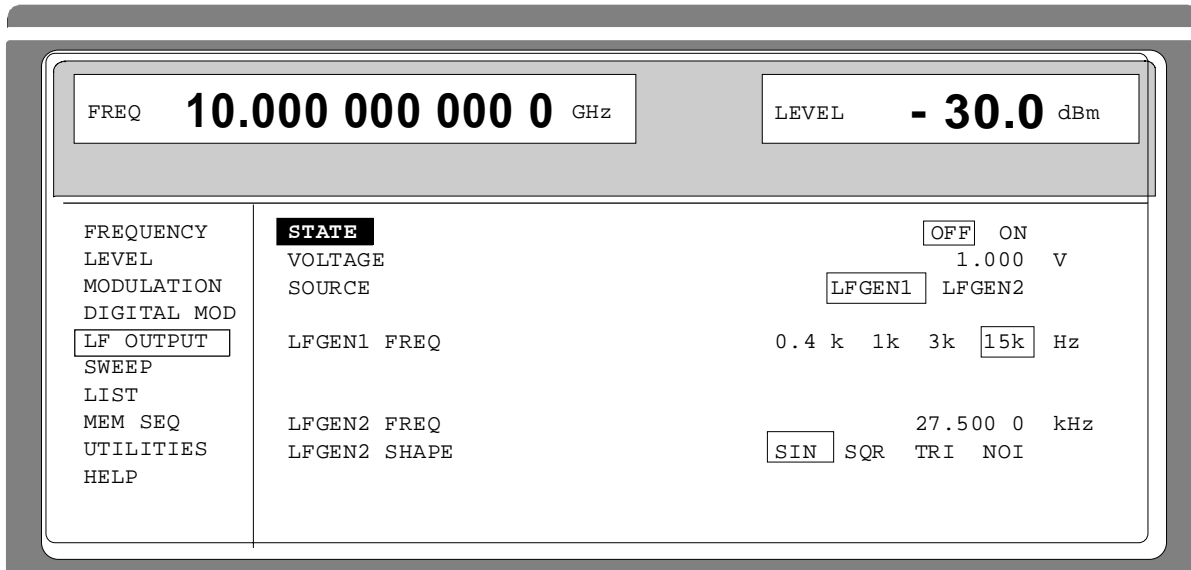 FREQ 10.000 000 000 0 GHz LEVEL - 30.0 dBm
FREQUENCY STATE OFF ON
LEVEL VOLTAGE 1.000 V
MODULATION SOURCE LFGEN1 LFGEN2
DIGITAL MOD
LF OUTPUT LFGEN1 FREQ 0.4 k 1k 3k 15k Hz
SWEEP
LIST
MEM SEQ LFGEN2 FREQ 27.500 0 kHz
UTILITIES LFGEN2 SHAPE SIN SQR TRI NOI
HELP